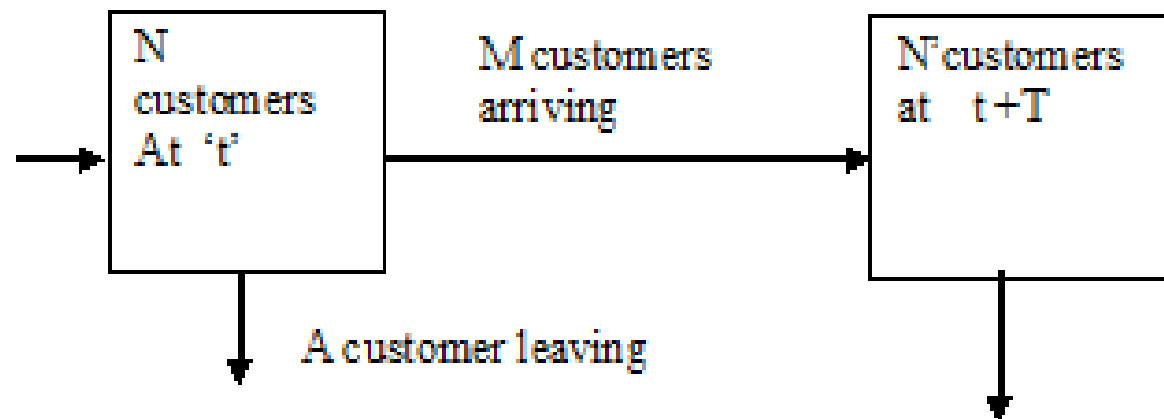 N
customers
At ‘t’
M customers
arriving
N' customers
at t+T
A customer leaving